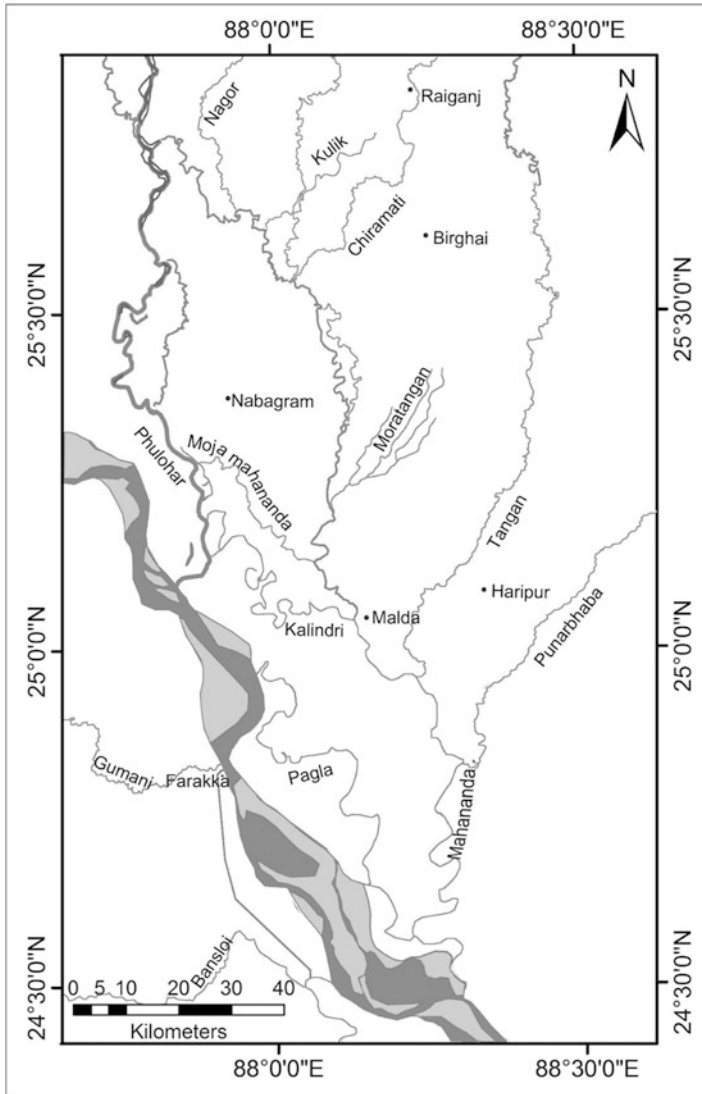 88°0'0"E 88°30'0"E
N
Raiganj
Nagor
Kulik
Chiramati
Birghai
25°30'0"N 25°30'0"N
Nabagram
Moratangan
Phulohar
Moja mahananda
Tangan
Haripur
Malda
Kalindri
Punarbhaba
25°0'0"N 25°0'0"N
Gumani
Farakka
Pagla
Mahananda
Bansloi
24°30'0"N 24°30'0"N
0 5 10 20 30 40
Kilometers
88°0'0"E 88°30'0"E